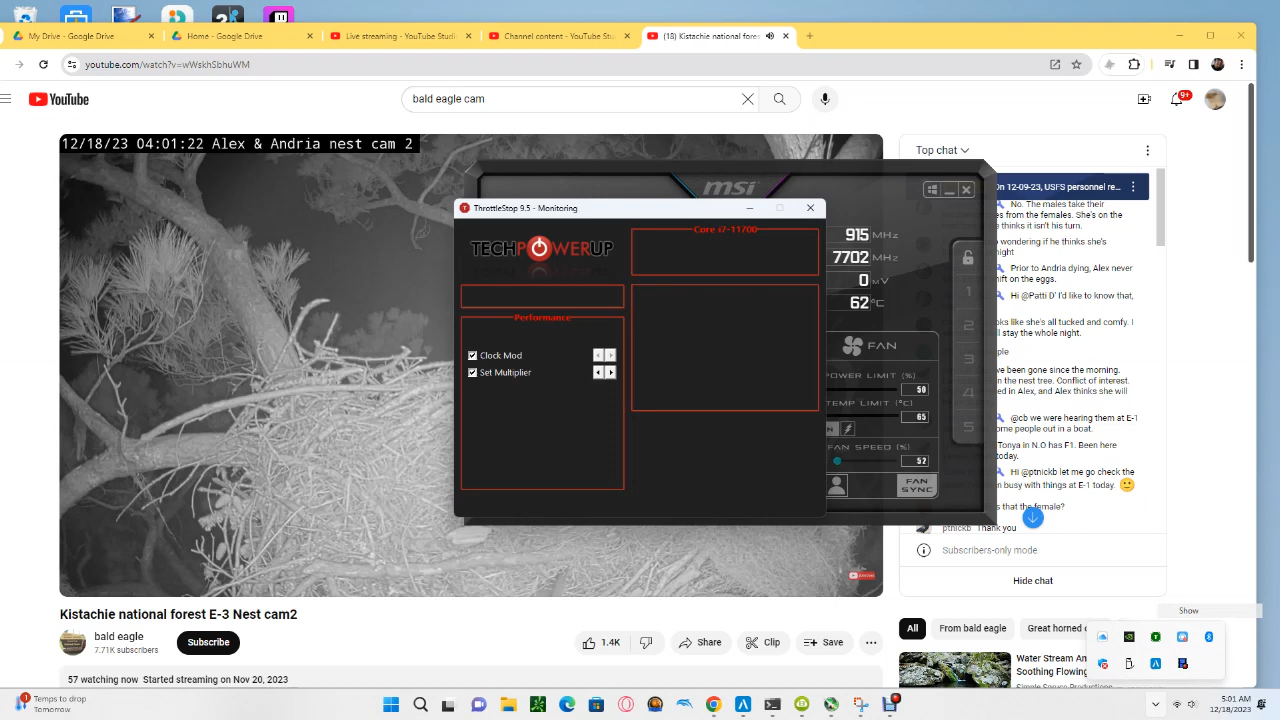 My Drive - Google Drive
Home - Google Drive
Live streaming - YouTube Studi
Channel content - YouTube Stu
(18) Kistachie national fores
youtube.com/watch?v=wWskhSbhuWM
YouTube
bald eagle cam
9+
12/18/23 04:01:22 Alex & Andria nest cam 2
Top chat
On 12-09-23, USFS personnel re...
No. The males take their
es from the females. She's on the
e thinks it isn't his turn.
wondering if he thinks she's
night
Prior to Andria dying, Alex never
shift on the eggs.
Hi @Patti D' I'd like to know that,
oks like she's all tucked and comfy. I
l stay the whole night.
ple
ve been gone since the morning.
n the nest tree. Conflict of interest.
ed in Alex, and Alex thinks she will
@cb we were hearing them at E-1
ome people out in a boat.
Tonya in N.O has F1. Been here
today.
Hi @ptnickb let me go check the
n busy with things at E-1 today.
s that the female?
ptnickb Thank you
Subscribers-only mode
Hide chat
msi
915 MHz
7702 MHz
0 mV
62 °C
FAN
POWER LIMIT (%)
50
TEMP LIMIT (°C)
65
FAN SPEED (%)
52
FAN
SYNC
1
2
3
4
5
ThrottleStop 9.5 - Monitoring
TECHPOWERUP
Core i7-11700
Performance
Clock Mod
Set Multiplier
Kistachie national forest E-3 Nest cam2
bald eagle
7.71K subscribers
Subscribe
1.4K
Share
Clip
Save
57 watching now Started streaming on Nov 20, 2023
Show
All
From bald eagle
Great horned
Water Stream Am
Soothing Flowing
Temps to drop
Tomorrow
5:01 AM
12/18/2023